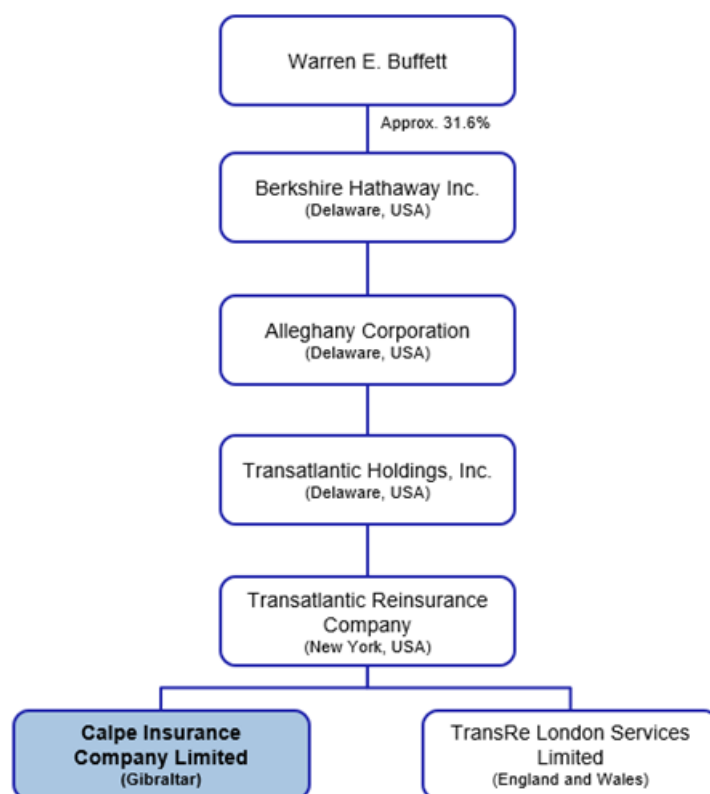 Warren E. Buffett
Approx. 31.6%
Berkshire Hathaway Inc.
(Delaware, USA)
Alleghany Corporation
(Delaware, USA)
Transatlantic Holdings, Inc.
(Delaware, USA)
Transatlantic Reinsurance
Company
(New York, USA)
Calpe Insurance
Company Limited
(Gibraltar)
TransRe London Services
Limited
(England and Wales)